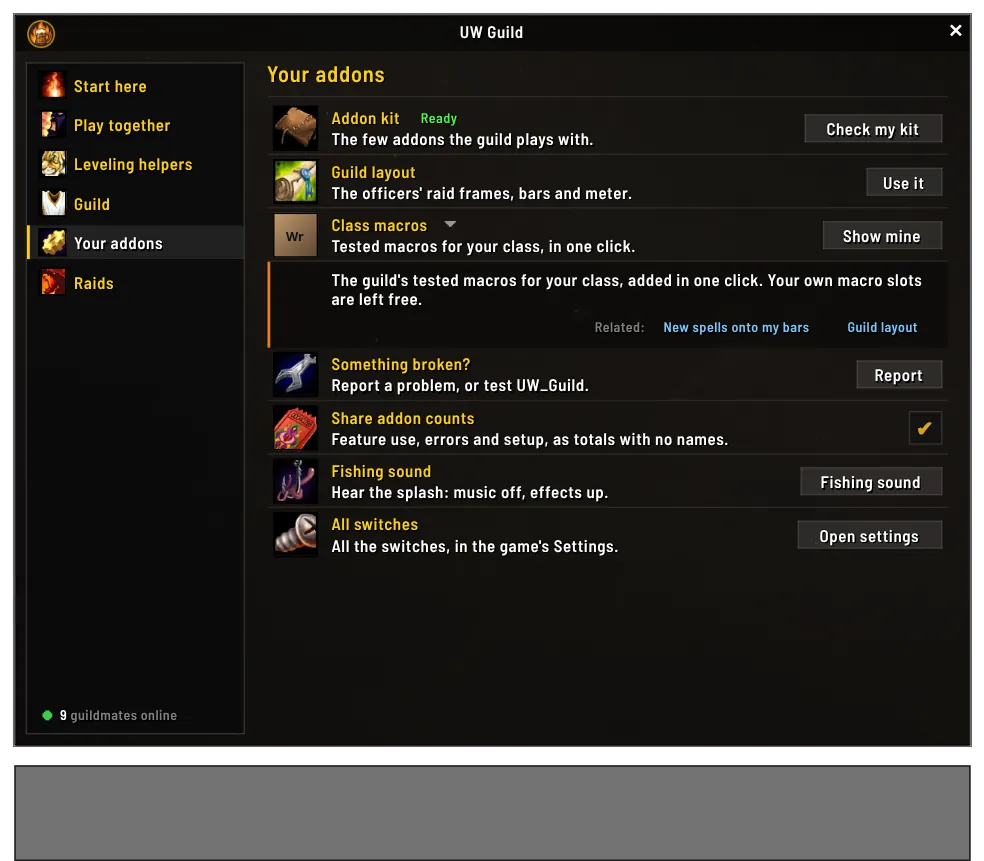 UW Guild
Start here
Play together
Leveling helpers
Guild
Your addons
Raids
9 guildmates online
Your addons
Addon kit Ready
The few addons the guild plays with.
Check my kit
Guild layout
The officers' raid frames, bars and meter.
Use it
Wr
Class macros
Tested macros for your class, in one click.
Show mine
The guild's tested macros for your class, added in one click. Your own macro slots
are left free.
Related: New spells onto my bars Guild layout
Something broken?
Report a problem, or test UW_Guild.
Report
Share addon counts
Feature use, errors and setup, as totals with no names.
Fishing sound
Hear the splash: music off, effects up.
Fishing sound
All switches
All the switches, in the game's Settings.
Open settings